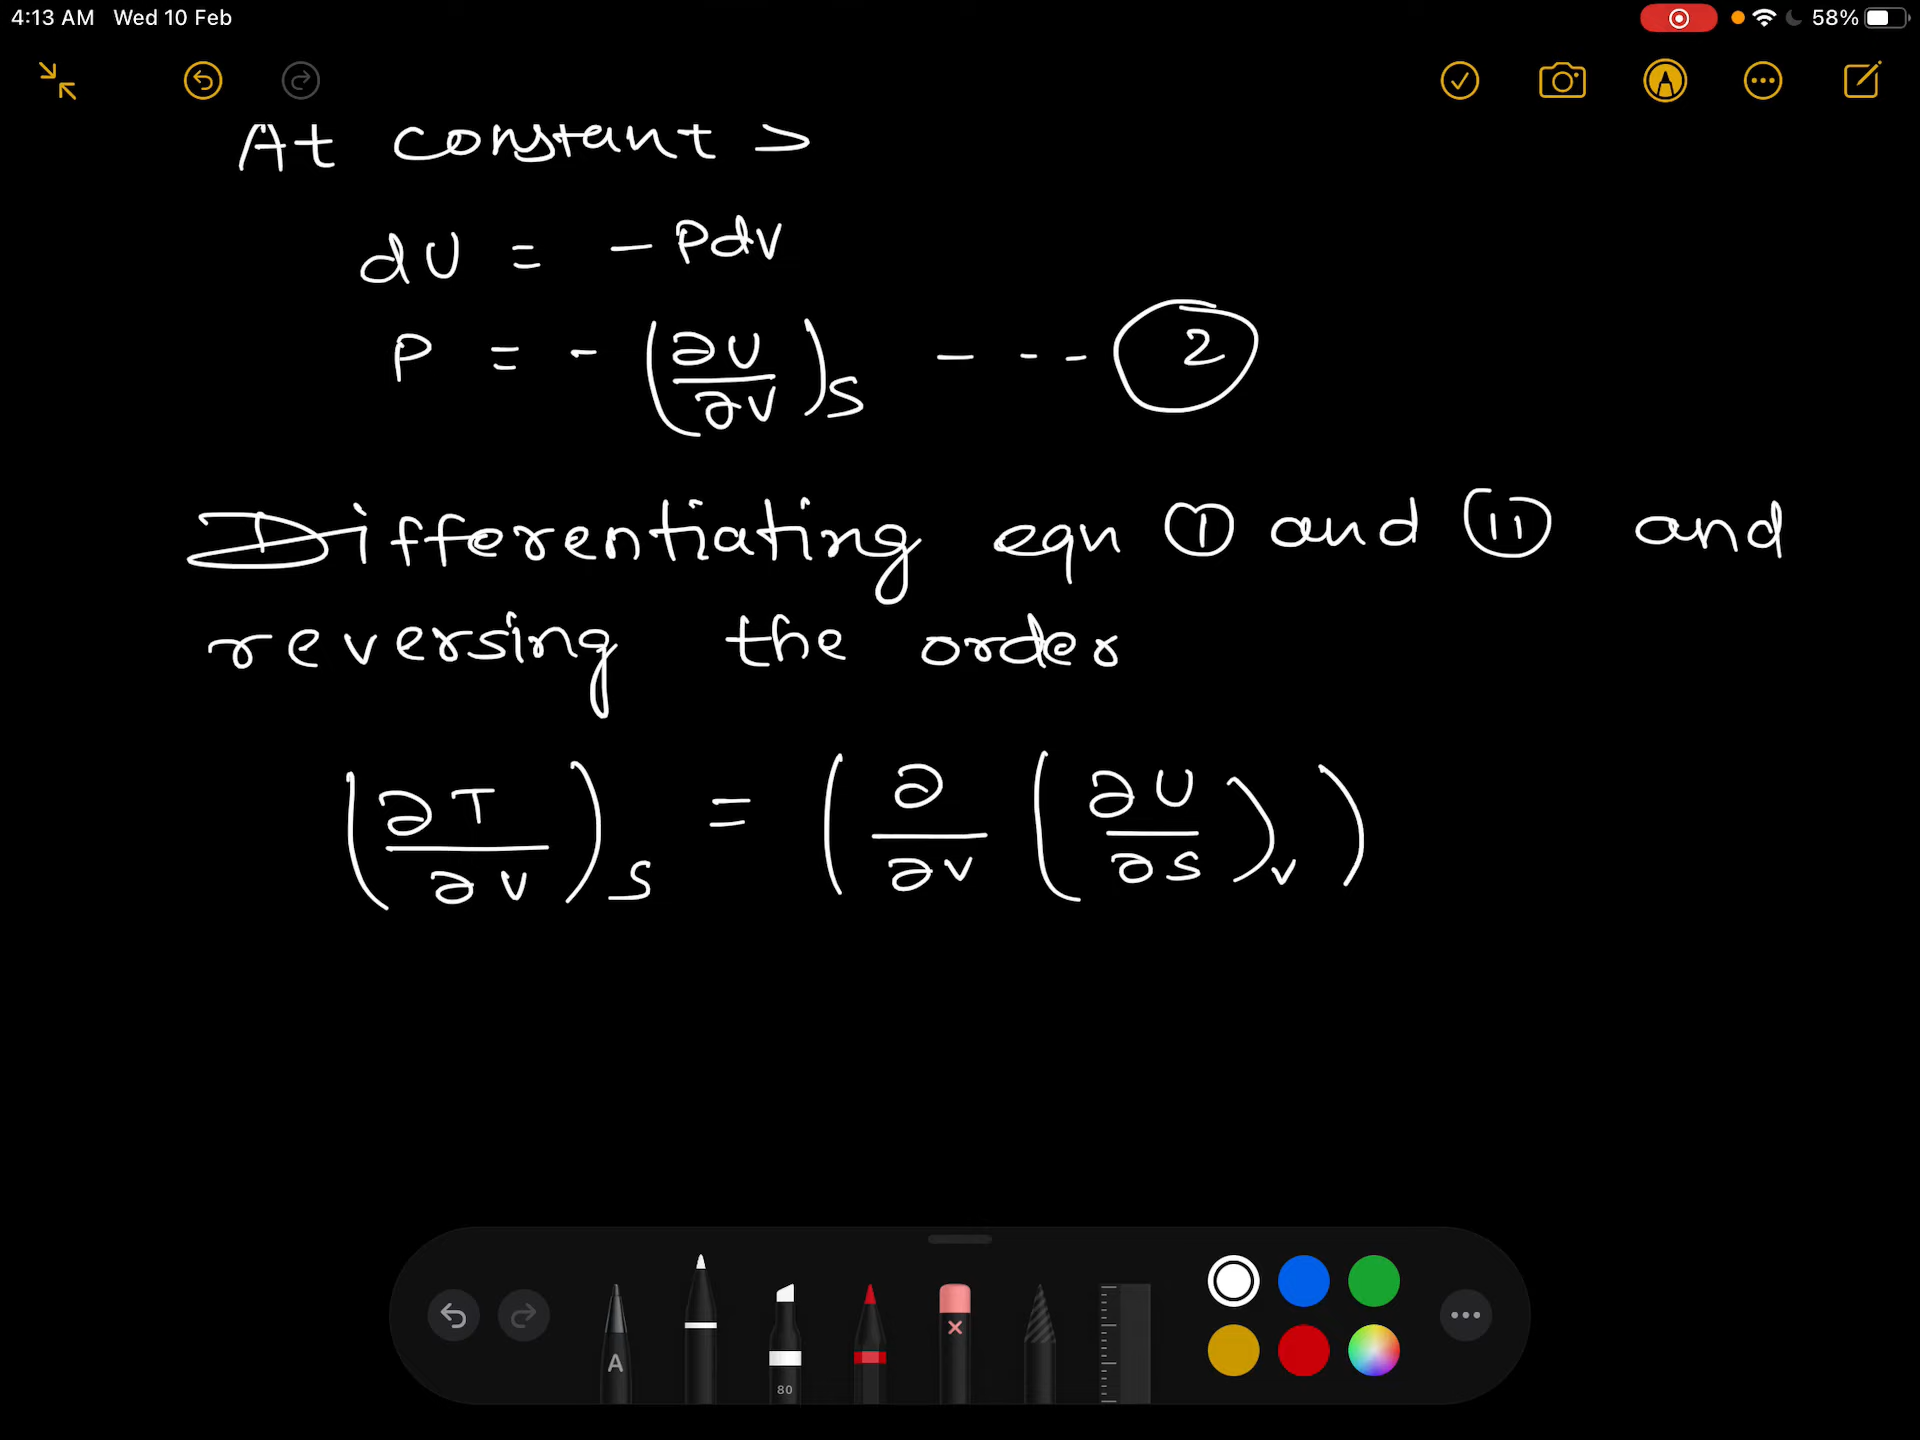 4:13 AM Wed 10 Feb 58%
At constant
dU = - PdV
P = - (∂U/∂V)S - - - - ②
Differentiating eqn ① and ⑪ and
reversing the order
(∂T/∂V)S = (∂/∂V (∂U/∂S)V)
A
80